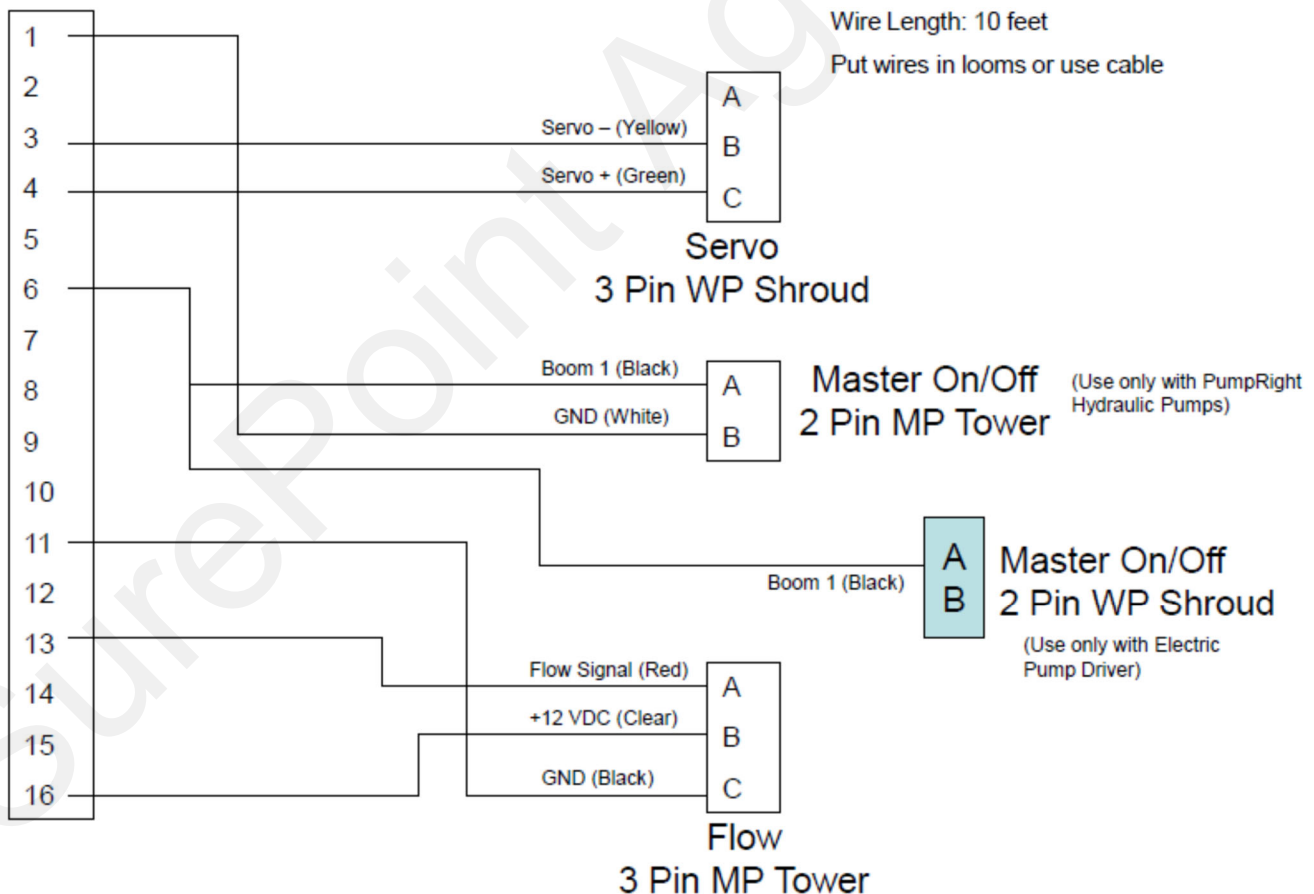 Wire Length: 10 feet
Put wires in looms or use cable
1
2
3
4
5
6
7
8
9
10
11
12
13
14
15
16
Servo – (Yellow)
Servo + (Green)
A
B
C
Servo
3 Pin WP Shroud
Boom 1 (Black)
GND (White)
A
B
Master On/Off
2 Pin MP Tower
(Use only with PumpRight
Hydraulic Pumps)
Boom 1 (Black)
A
B
Master On/Off
2 Pin WP Shroud
(Use only with Electric
Pump Driver)
Flow Signal (Red)
+12 VDC (Clear)
GND (Black)
A
B
C
Flow
3 Pin MP Tower
SurePoint Ag